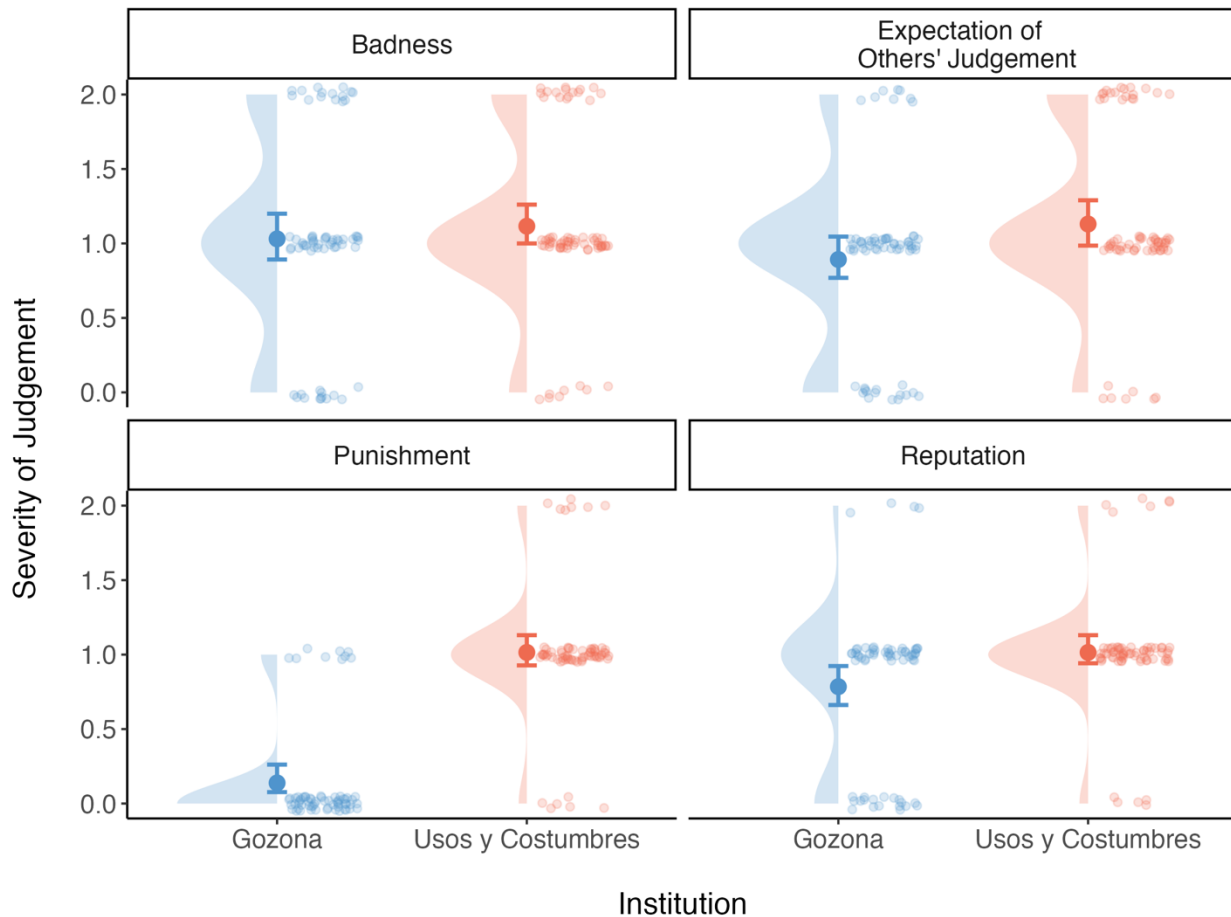 Badness
Expectation of
Others' Judgement
2.0
1.5
1.0
0.5
0.0
Punishment
Reputation
2.0
1.5
1.0
0.5
0.0
Severity of Judgement
Gozona
Usos y Costumbres
Gozona
Usos y Costumbres
Institution